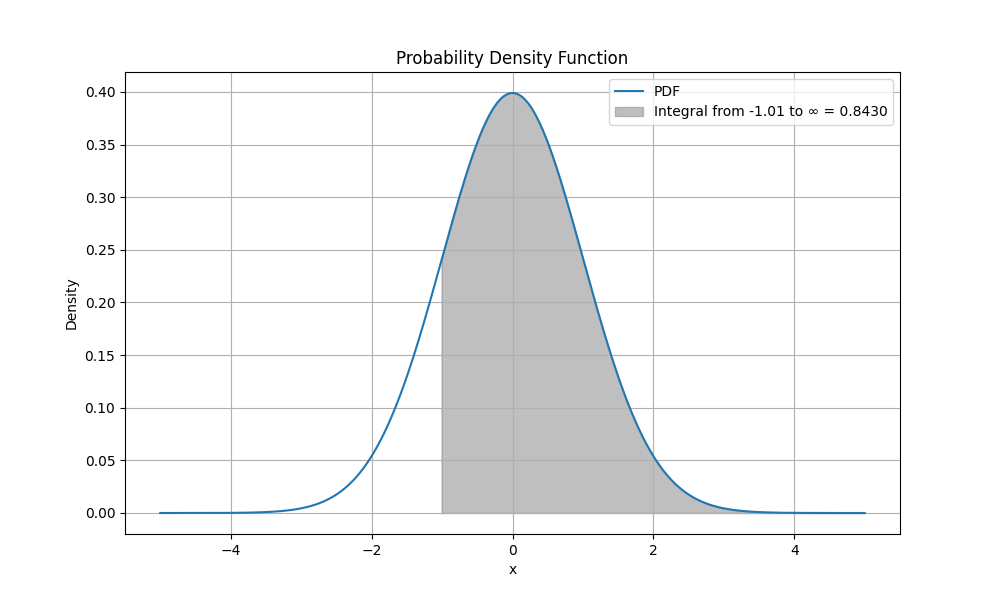 Probability Density Function
PDF
Integral from -1.01 to ∞ = 0.8430
0.40
0.35
0.30
0.25
0.20
0.15
0.10
0.05
0.00
Density
−4
−2
0
2
4
x